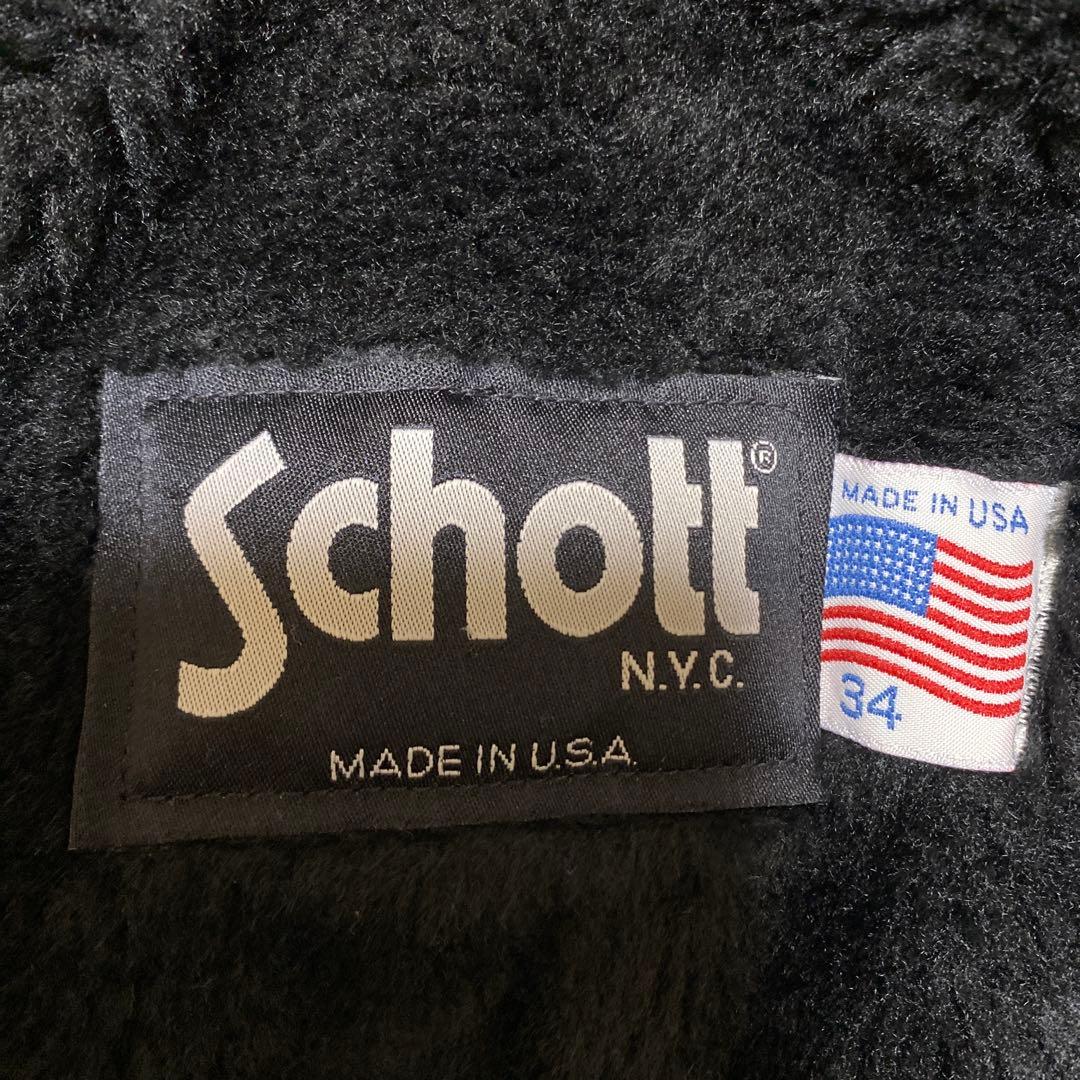 Schott®
N.Y.C.
MADE IN U.S.A.
MADE IN USA
34